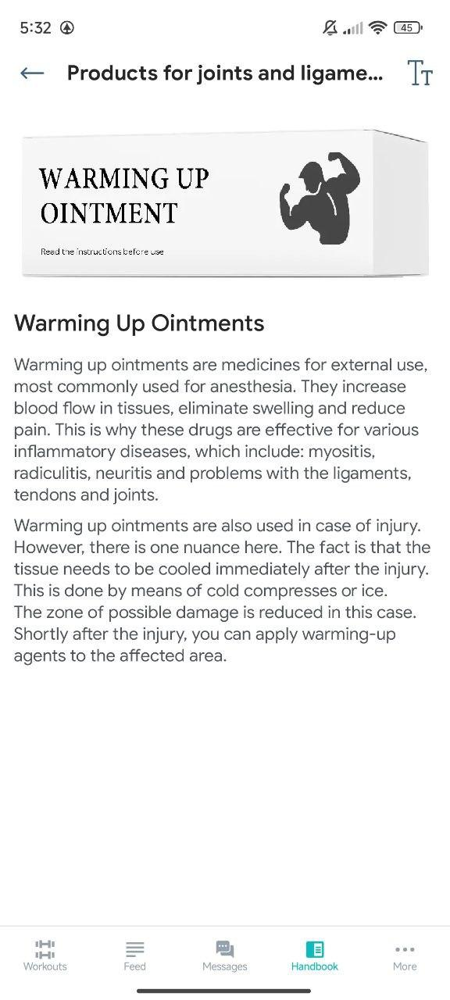 5:32
45
Products for joints and ligame...
TT
WARMING UP
OINTMENT
Read the instructions before use
Warming Up Ointments
Warming up ointments are medicines for external use,
most commonly used for anesthesia. They increase
blood flow in tissues, eliminate swelling and reduce
pain. This is why these drugs are effective for various
inflammatory diseases, which include: myositis,
radiculitis, neuritis and problems with the ligaments,
tendons and joints.
Warming up ointments are also used in case of injury.
However, there is one nuance here. The fact is that the
tissue needs to be cooled immediately after the injury.
This is done by means of cold compresses or ice.
The zone of possible damage is reduced in this case.
Shortly after the injury, you can apply warming-up
agents to the affected area.
Workouts
Feed
Messages
Handbook
More